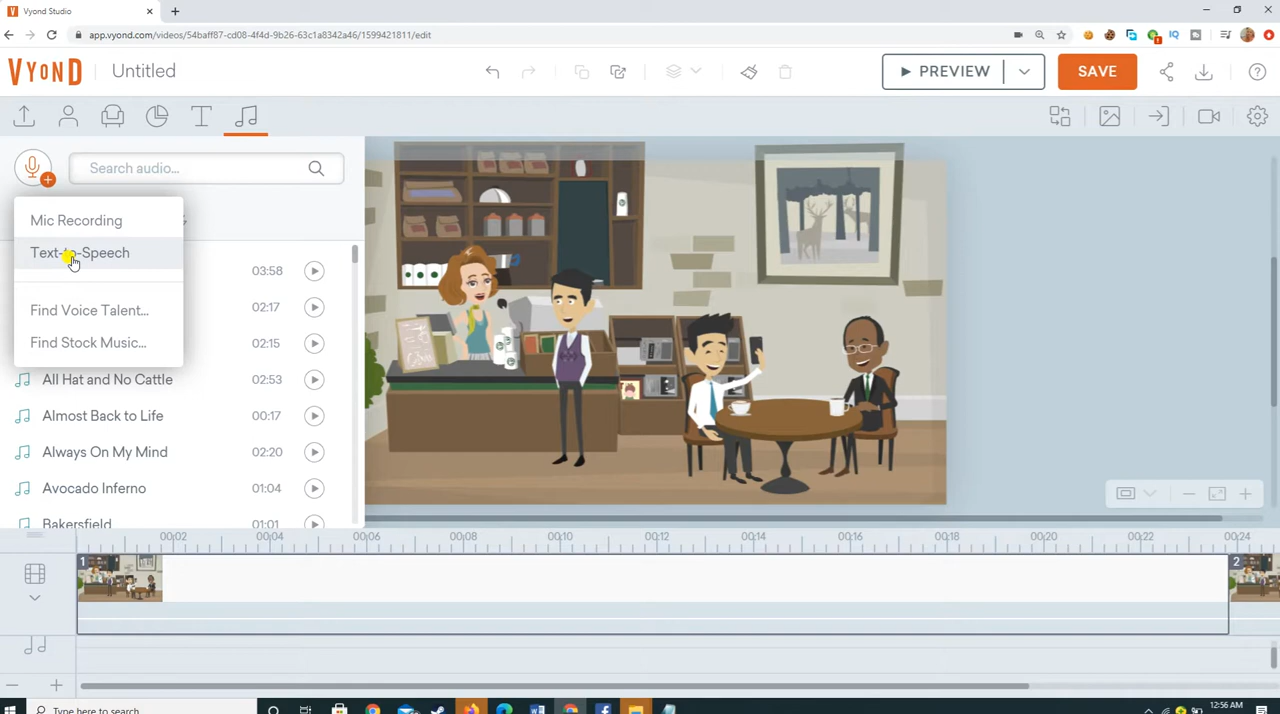 Vyond Studio
app.vyond.com/videos/54baff87-cd08-4f4d-9b26-63c1a8342a46/1599421811/edit
VYOND Untitled PREVIEW SAVE
Search audio...
Mic Recording
Text-to-Speech
03:58
02:17
Find Voice Talent...
Find Stock Music...
02:15
All Hat and No Cattle 02:53
Almost Back to Life 00:17
Always On My Mind 02:20
Avocado Inferno 01:04
Bakersfield 01:01
00:02 00:04 00:06 00:08 00:10 00:12 00:14 00:16 00:18 00:20 00:22 00:24
1 2
Type here to search
12:56 AM